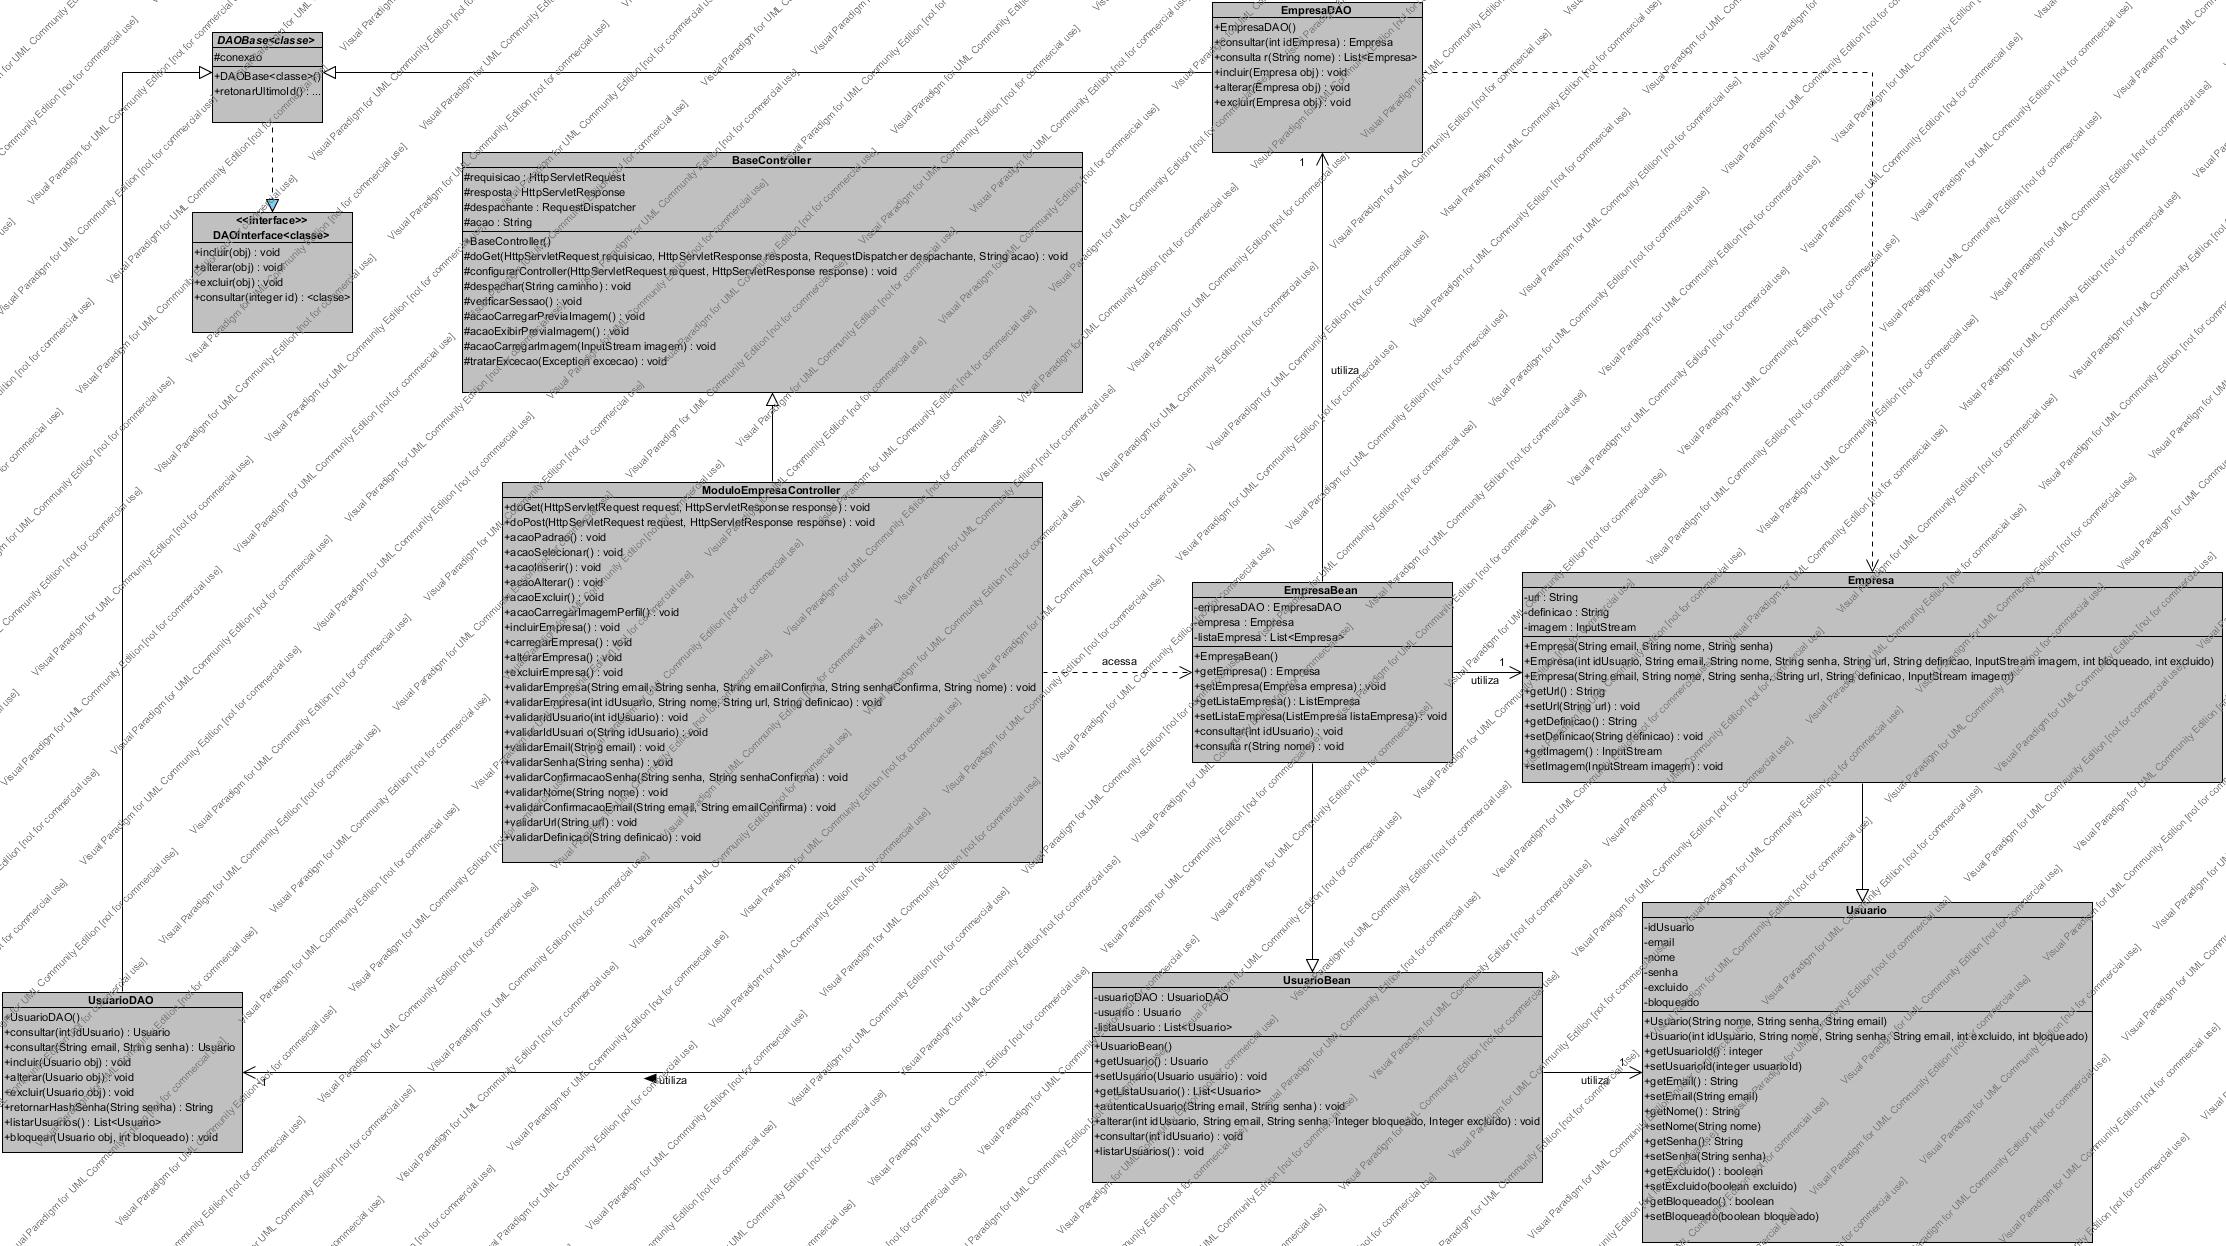 DAOBase<classe>
#conexao
+DAOBase<classe>()
+retonarUltimoId() : ...
<<interface>>
DAOInterface<classe>
+incluir(obj) : void
+alterar(obj) : void
+excluir(obj) : void
+consultar(integer id) : <classe>
BaseController
#requisicao : HttpServletRequest
#resposta : HttpServletResponse
#despachante : RequestDispatcher
#acao : String
+BaseController()
#doGet(HttpServletRequest requisicao, HttpServletResponse resposta, RequestDispatcher despachante, String acao) : void
#configurarController(HttpServletRequest request, HttpServletResponse response) : void
#despachar(String caminho) : void
#verificarSessao() : void
#acaoCarregarPreviaImagem() : void
#acaoExibirPreviaImagem() : void
#acaoCarregarImagem(InputStream imagem) : void
#tratarExcecao(Exception excecao) : void
EmpresaDAO
+EmpresaDAO()
+consultar(int idEmpresa) : Empresa
+consulta r(String nome) : List<Empresa>
+incluir(Empresa obj) : void
+alterar(Empresa obj) : void
+excluir(Empresa obj) : void
1
utiliza
ModuloEmpresaController
+doGet(HttpServletRequest request, HttpServletResponse response) : void
+doPost(HttpServletRequest request, HttpServletResponse response) : void
+acaoPadrao() : void
+acaoSelecionar() : void
+acaoInserir() : void
+acaoAlterar() : void
+acaoExcluir() : void
+acaoCarregarImagemPerfil() : void
+incluirEmpresa() : void
+carregarEmpresa() : void
+alterarEmpresa() : void
+excluirEmpresa() : void
+validarEmpresa(String email, String senha, String emailConfirma, String senhaConfirma, String nome) : void
+validarEmpresa(int idUsuario, String nome, String url, String definicao) : void
+validaridUsuario(int idUsuario) : void
+validarIdUsuari o(String idUsuario) : void
+validarEmail(String email) : void
+validarSenha(String senha) : void
+validarConfirmacaoSenha(String senha, String senhaConfirma) : void
+validarNome(String nome) : void
+validarConfirmacaoEmail(String email, String emailConfirma) : void
+validarUrl(String url) : void
+validarDefinicao(String definicao) : void
acessa
EmpresaBean
-empresaDAO : EmpresaDAO
-empresa : Empresa
-listaEmpresa : List<Empresa>
+EmpresaBean()
+getEmpresa() : Empresa
+setEmpresa(Empresa empresa) : void
+getListaEmpresa() : ListEmpresa
+setListaEmpresa(ListEmpresa listaEmpresa) : void
+consultar(int idUsuario) : void
+consulta r(String nome) : void
1
utiliza
Empresa
-url : String
-definicao : String
-imagem : InputStream
+Empresa(String email, String nome, String senha)
+Empresa(int idUsuario, String email, String nome, String senha, String url, String definicao, InputStream imagem, int bloqueado, int excluido)
+Empresa(String email, String nome, String senha, String url, String definicao, InputStream imagem)
+getUrl() : String
+setUrl(String url) : void
+getDefinicao() : String
+setDefinicao(String definicao) : void
+getImagem() : InputStream
+setImagem(InputStream imagem) : void
UsuarioDAO
+UsuarioDAO()
+consultar(int idUsuario) : Usuario
+consultar(String email, String senha) : Usuario
+incluir(Usuario obj) : void
+alterar(Usuario obj) : void
+excluir(Usuario obj) : void
+retornarHashSenha(String senha) : String
+listarUsuarios() : List<Usuario>
+bloquear(Usuario obj, int bloqueado) : void
1
utiliza
UsuarioBean
-usuarioDAO : UsuarioDAO
-usuario : Usuario
-listaUsuario : List<Usuario>
+UsuarioBean()
+getUsuario() : Usuario
+setUsuario(Usuario usuario) : void
+getListaUsuario() : List<Usuario>
+autenticaUsuario(String email, String senha) : void
+alterar(int idUsuario, String email, String email, String senha, Integer bloqueado, Integer excluido) : void
+consultar(int idUsuario) : void
+listarUsuarios() : void
1
utiliza
Usuario
-idUsuario
-email
-nome
-senha
-excluido
-bloqueado
+Usuario(String nome, String senha, String email)
+Usuario(int idUsuario, String nome, String senha, String email, int excluido, int bloqueado)
+getUsuarioId() : integer
+setUsuarioId(integer usuarioId)
+getEmail() : String
+setEmail(String email)
+getNome() : String
+setNome(String nome)
+getSenha() : String
+setSenha(String senha)
+getExcluido() : boolean
+setExcluido(boolean excluido)
+getBloqueado() : boolean
+setBloqueado(boolean bloqueado)
Visual Paradigm for UML Community Edition [not for commercial use]